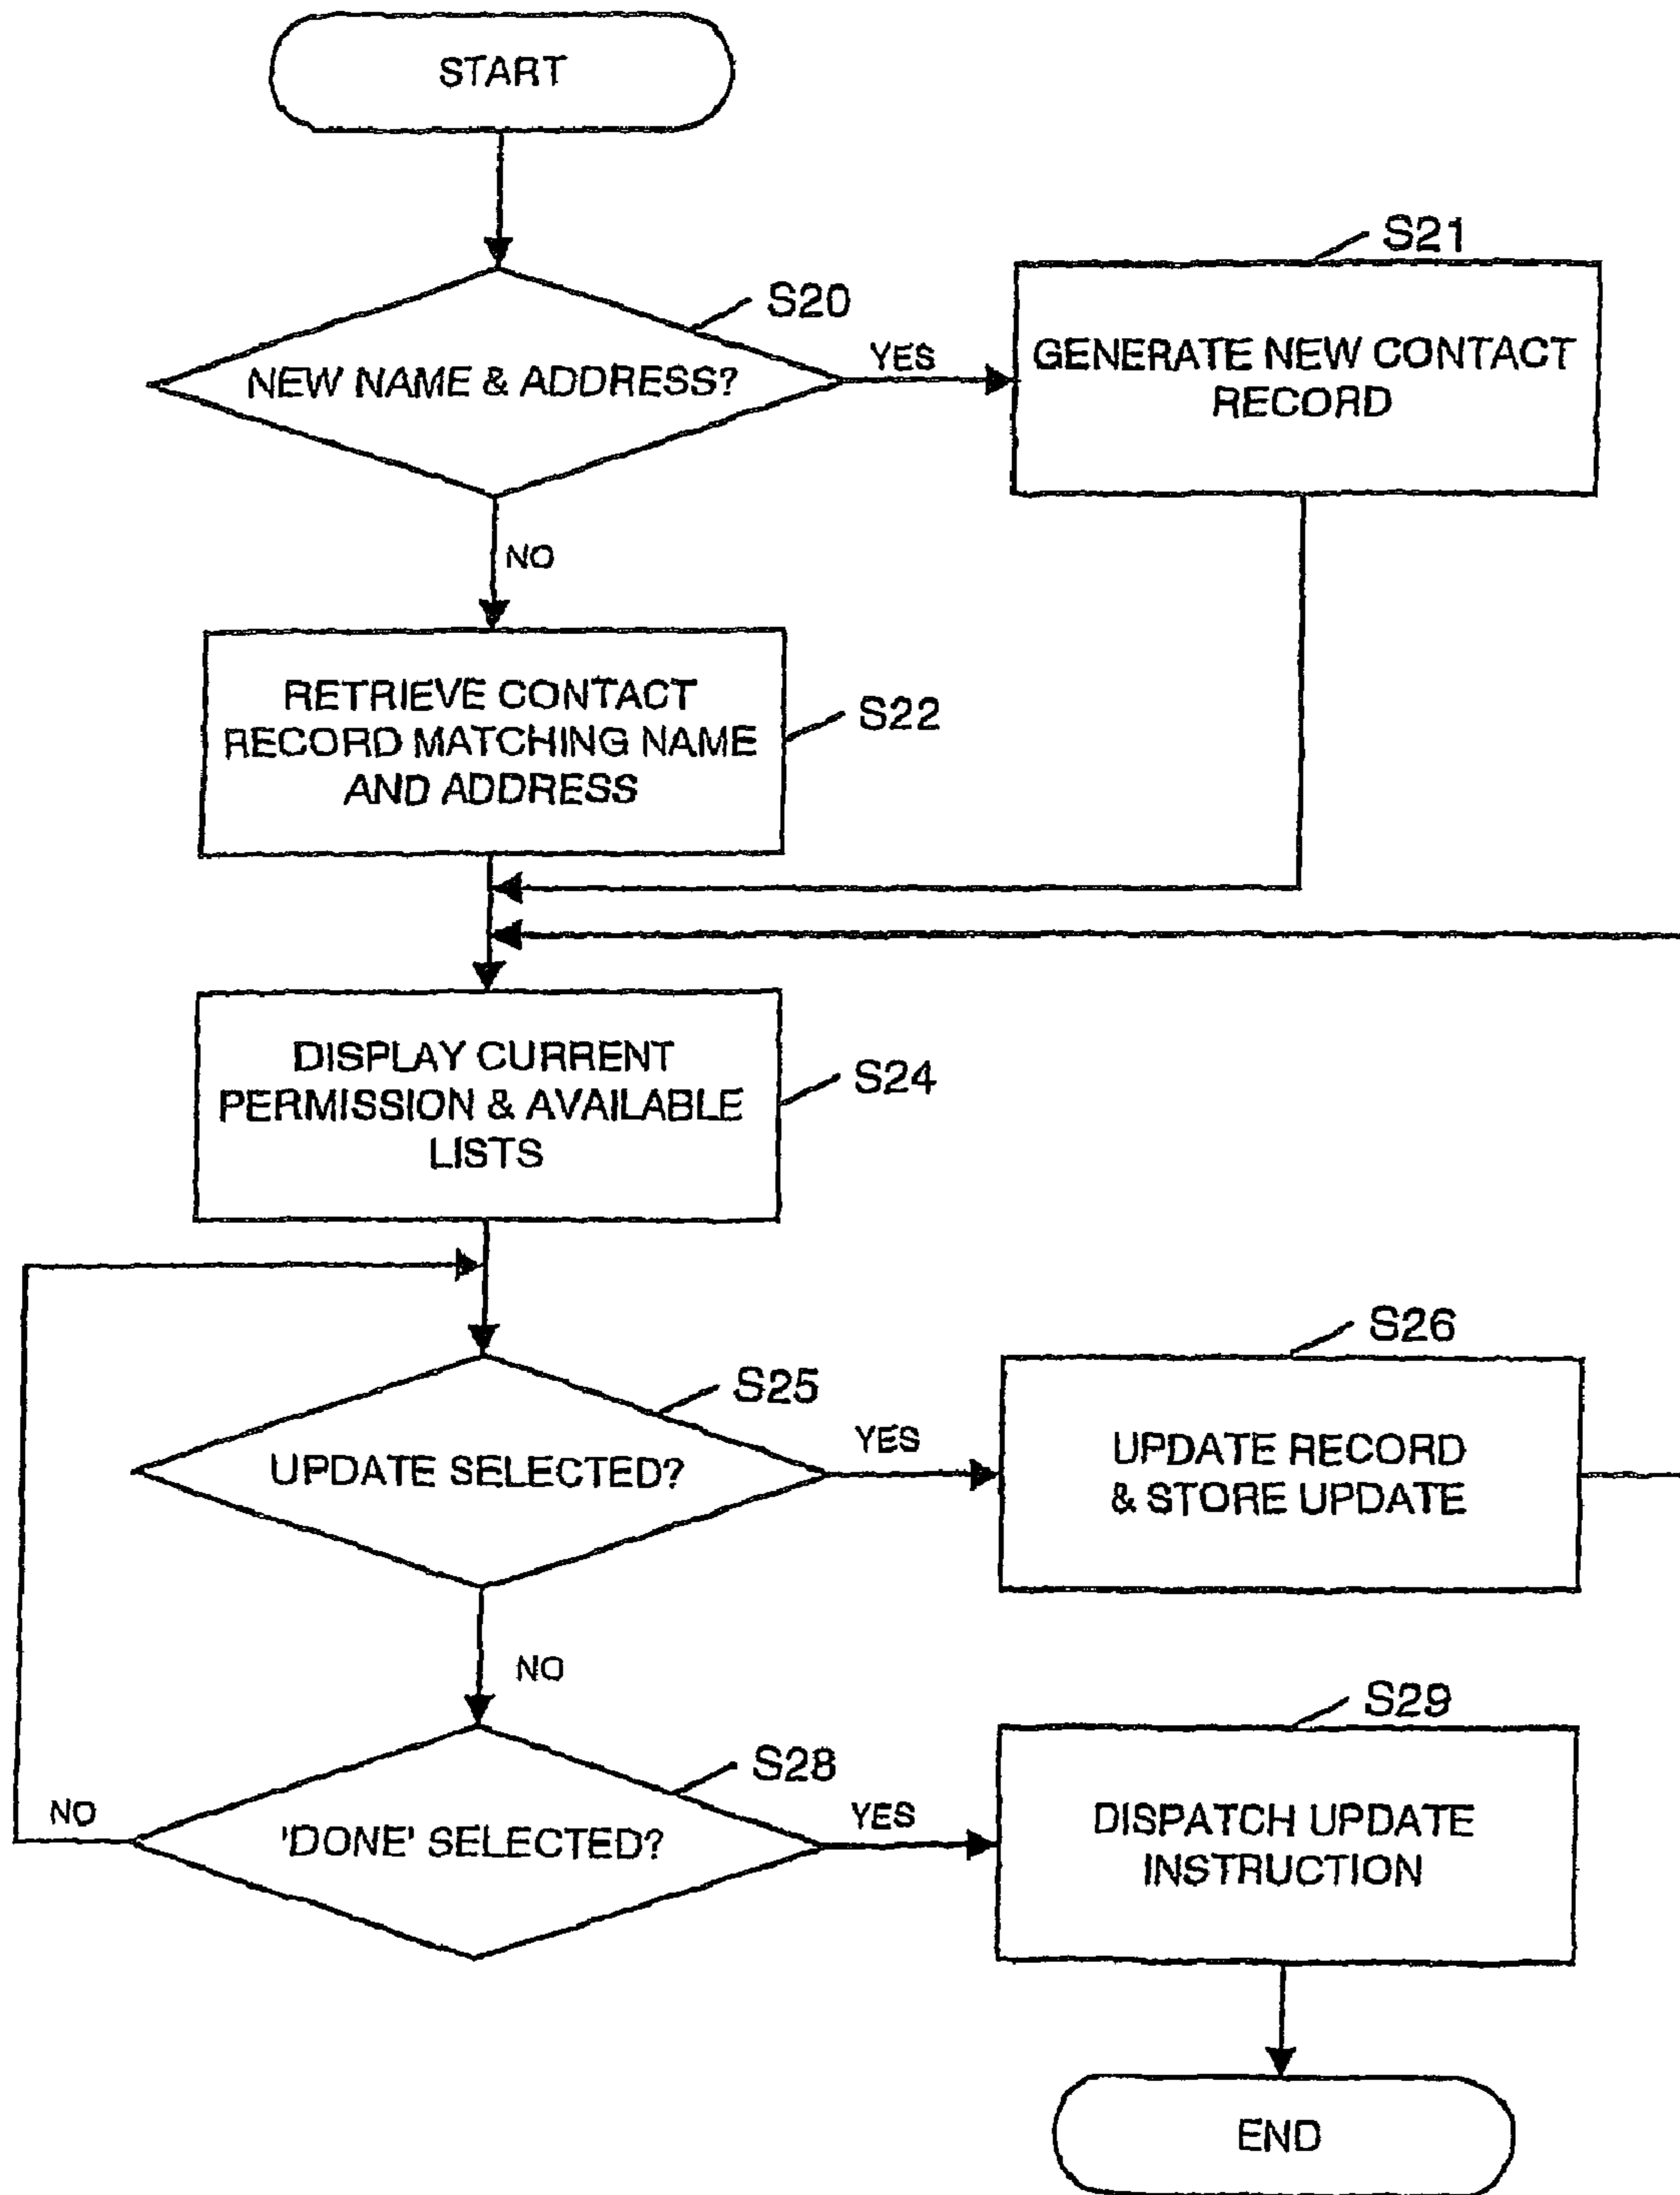 START
S20
NEW NAME & ADDRESS?
YES
S21
GENERATE NEW CONTACT
RECORD
NO
RETRIEVE CONTACT
RECORD MATCHING NAME
AND ADDRESS
S22
DISPLAY CURRENT
PERMISSION & AVAILABLE
LISTS
S24
S25
UPDATE SELECTED?
YES
S26
UPDATE RECORD
& STORE UPDATE
NO
S28
'DONE' SELECTED?
NO
YES
S29
DISPATCH UPDATE
INSTRUCTION
END